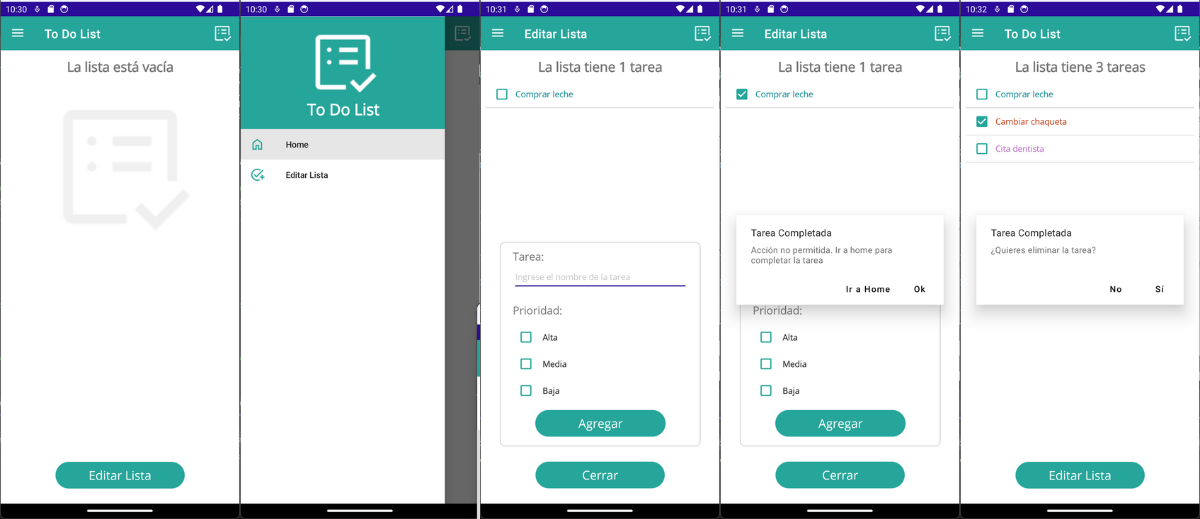 10:30
To Do List
La lista está vacía
Editar Lista
10:30
To Do List
Home
Editar Lista
10:31
Editar Lista
La lista tiene 1 tarea
Comprar leche
Tarea:
Ingrese el nombre de la tarea
Prioridad:
Alta
Media
Baja
Agregar
Cerrar
10:31
Editar Lista
La lista tiene 1 tarea
Comprar leche
Tarea Completada
Acción no permitida. Ir a home para
completar la tarea
Ir a Home Ok
Prioridad:
Alta
Media
Baja
Agregar
Cerrar
10:32
To Do List
La lista tiene 3 tareas
Comprar leche
Cambiar chaqueta
Cita dentista
Tarea Completada
¿Quieres eliminar la tarea?
No Sí
Editar Lista